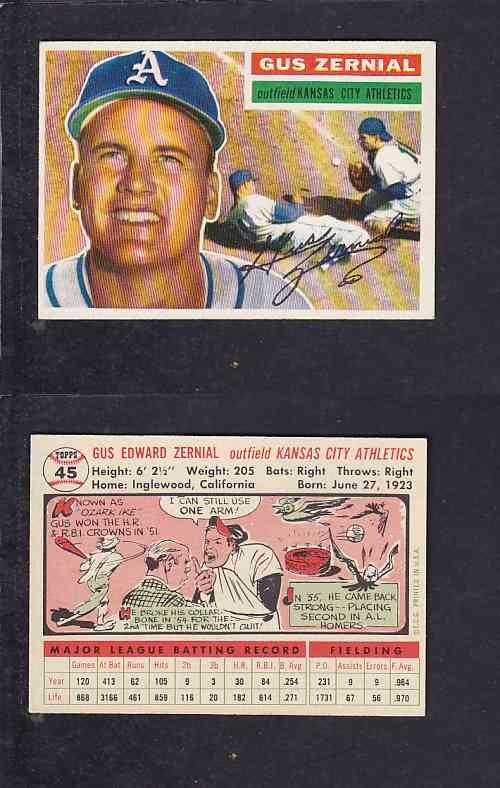 A
GUS ZERNIAL
outfield KANSAS CITY ATHLETICS
Gus Zernial
TOPPS
45
GUS EDWARD ZERNIAL outfield KANSAS CITY ATHLETICS
Height: 6' 2½" Weight: 205 Bats: Right Throws: Right
Home: Inglewood, California Born: June 27, 1923
KNOWN AS
"OZARK IKE"
GUS WON THE H.R.
& R.B.I. CROWNS IN '51.
I CAN STILL USE
ONE ARM!
HE BROKE HIS COLLAR-
BONE IN '54 FOR THE
2ND TIME BUT HE WOULDN'T QUIT!
IN '55, HE CAME BACK
STRONG -- PLACING
SECOND IN A.L.
HOMERS.
© T.C.G. PRINTED IN U.S.A.
MAJOR LEAGUE BATTING RECORD FIELDING
Games At Bat Runs Hits 2b 3b H.R. R.B.I. B. Avg P.O. Assists Errors F. Avg.
Year 120 413 62 105 9 3 30 84 .254 231 9 9 .964
Life 868 3166 461 859 116 20 182 614 .271 1731 67 56 .970